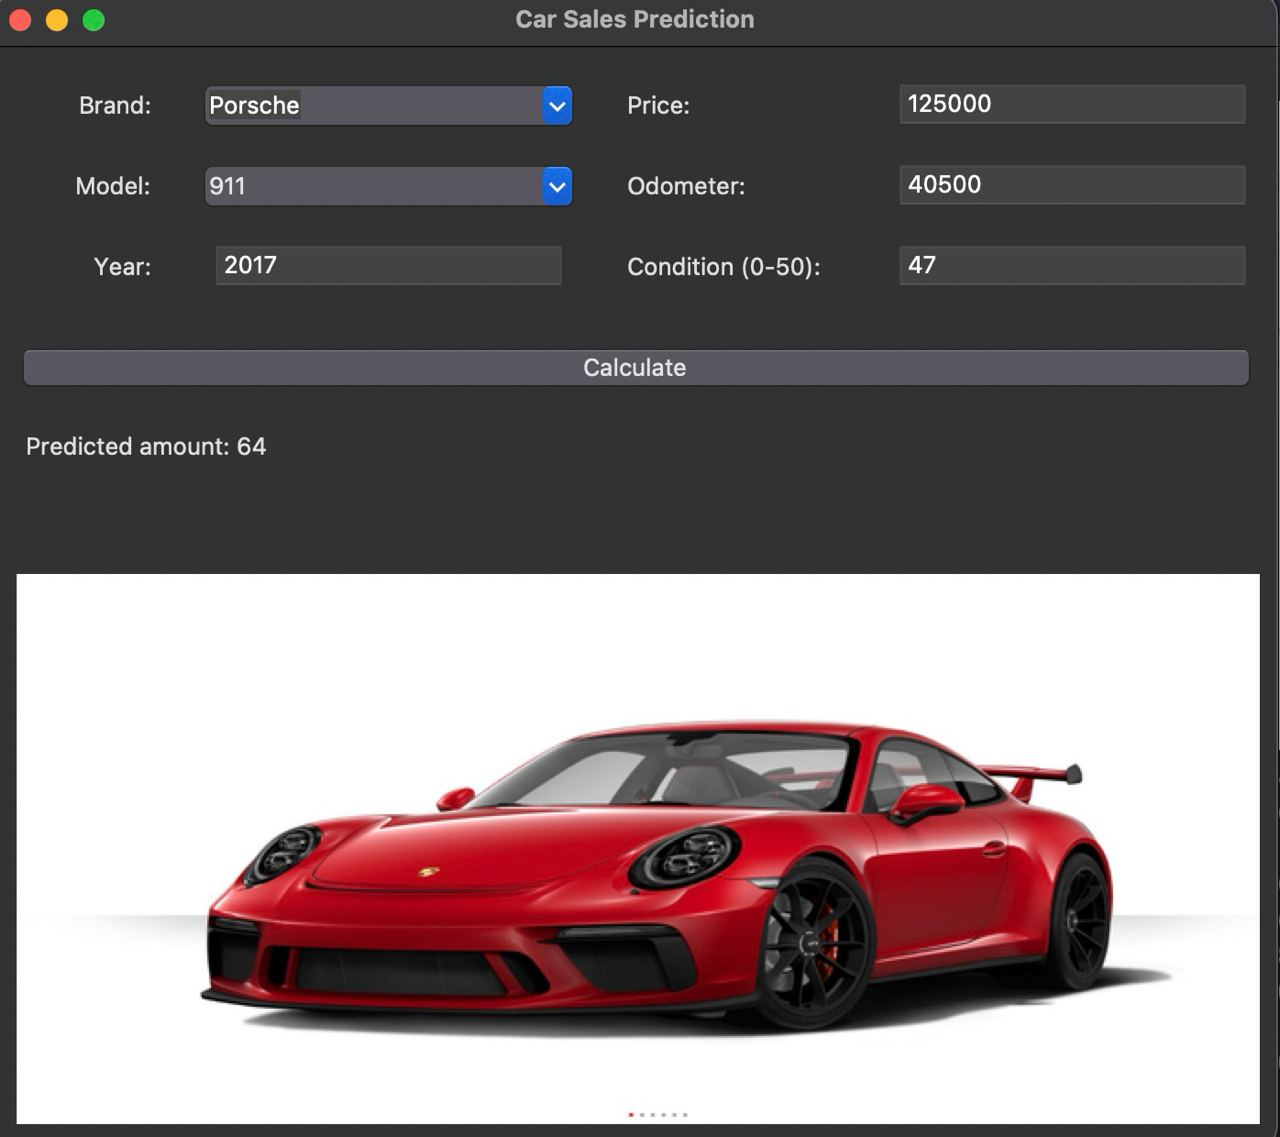 Car Sales Prediction
Brand: Porsche Price: 125000
Model: 911 Odometer: 40500
Year: 2017 Condition (0-50): 47
Calculate
Predicted amount: 64